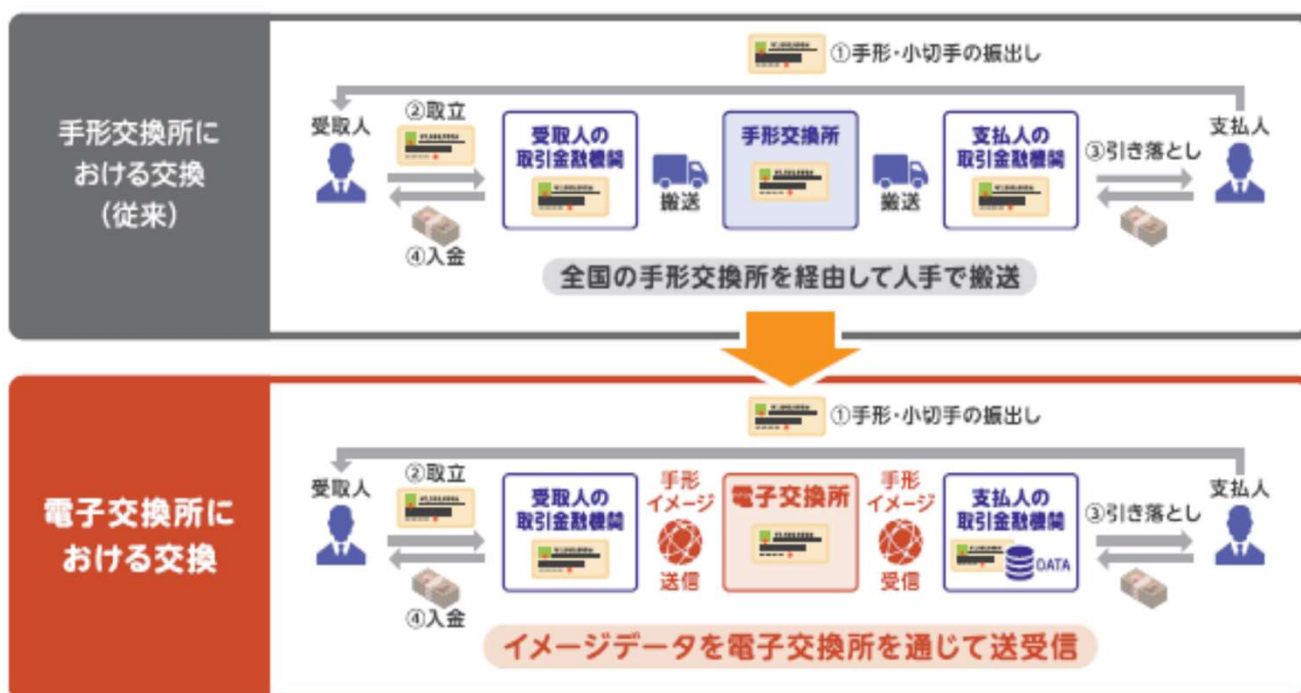 手形交換所に
おける交換
（従来）
①手形・小切手の振出し
受取人
②取立
④入金
受取人の
取引金融機関
搬送
手形交換所
搬送
支払人の
取引金融機関
③引き落とし
支払人
全国の手形交換所を経由して人手で搬送
電子交換所に
おける交換
①手形・小切手の振出し
受取人
②取立
④入金
受取人の
取引金融機関
手形
イメージ
送信
電子交換所
手形
イメージ
受信
支払人の
取引金融機関
DATA
③引き落とし
支払人
イメージデータを電子交換所を通じて送受信